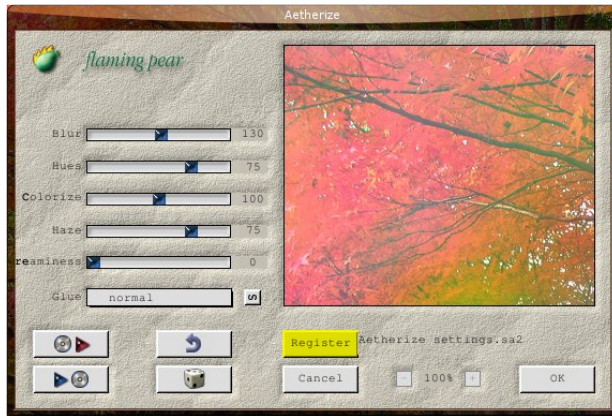 Aetherize
flaming pear
Blur 130
Hues 75
Colorize 100
Haze 75
reaminess 0
Glue normal S
Register Aetherize settings.sa2
Cancel - 100% + OK